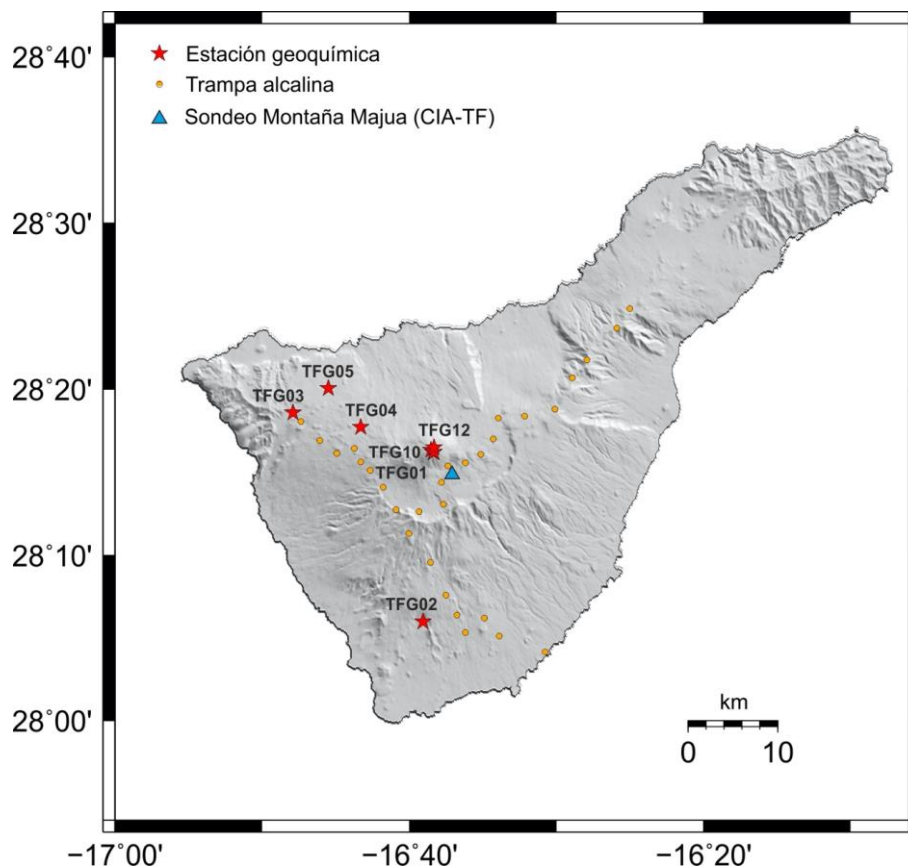 28°40'
Estación geoquímica
Trampa alcalina
Sondeo Montaña Majua (CIA-TF)
28°30'
28°20'
TFG05
TFG03
TFG04
TFG12
TFG10
TFG01
28°10'
TFG02
28°00'
km
0 10
−17°00' −16°40' −16°20'